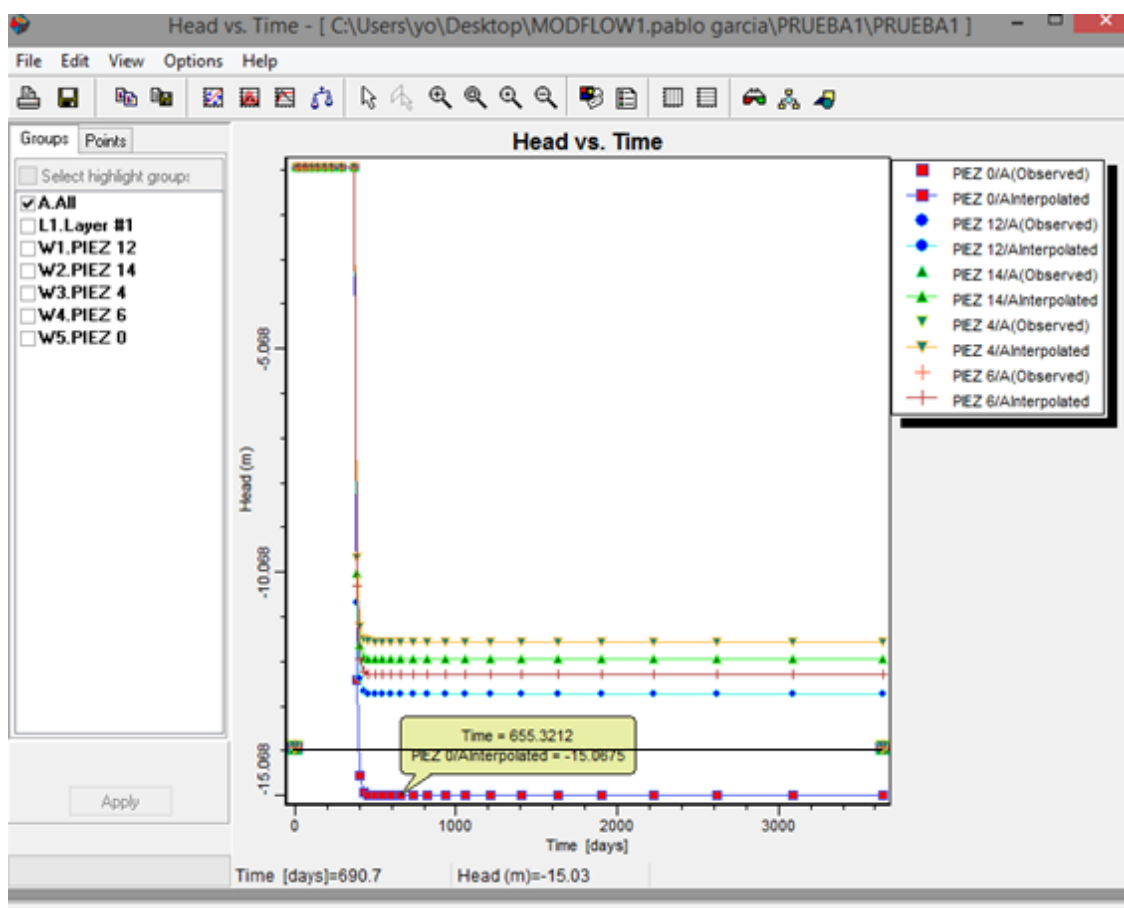 Head vs. Time - [ C:\Users\yo\Desktop\MODFLOW1.pablo garcia\PRUEBA1\PRUEBA1 ]
File Edit View Options Help
Groups Points
Select highlight group:
A.All
L1.Layer #1
W1.PIEZ 12
W2.PIEZ 14
W3.PIEZ 4
W4.PIEZ 6
W5.PIEZ 0
Apply
Head vs. Time
Head (m)
-5.068
-10.068
-15.068
Time = 655.3212
PIEZ 0/AInterpolated = -15.0675
0 1000 2000 3000
Time [days]
PIEZ 0/A(Observed)
PIEZ 0/AInterpolated
PIEZ 12/A(Observed)
PIEZ 12/AInterpolated
PIEZ 14/A(Observed)
PIEZ 14/AInterpolated
PIEZ 4/A(Observed)
PIEZ 4/AInterpolated
PIEZ 6/A(Observed)
PIEZ 6/AInterpolated
Time [days]=690.7 Head (m)=-15.03